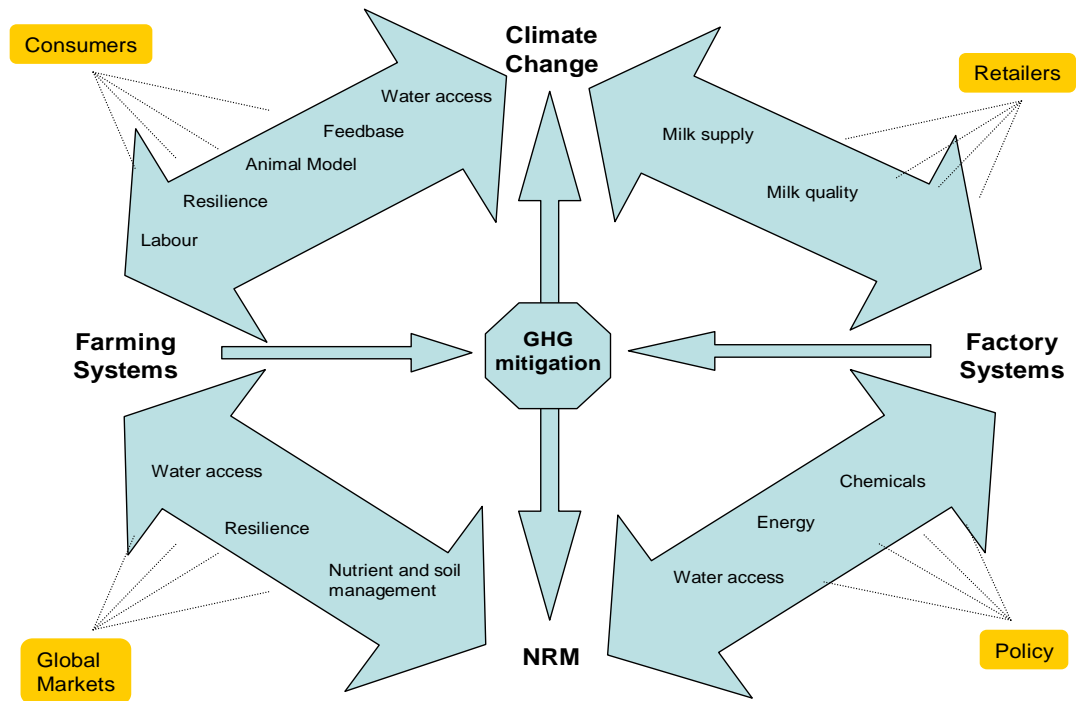 Consumers
Climate
Change
Retailers
Water access
Feedbase
Animal Model
Resilience
Labour
Milk supply
Milk quality
Farming
Systems
GHG
mitigation
Factory
Systems
Water access
Resilience
Nutrient and soil
management
Chemicals
Energy
Water access
Global
Markets
NRM
Policy